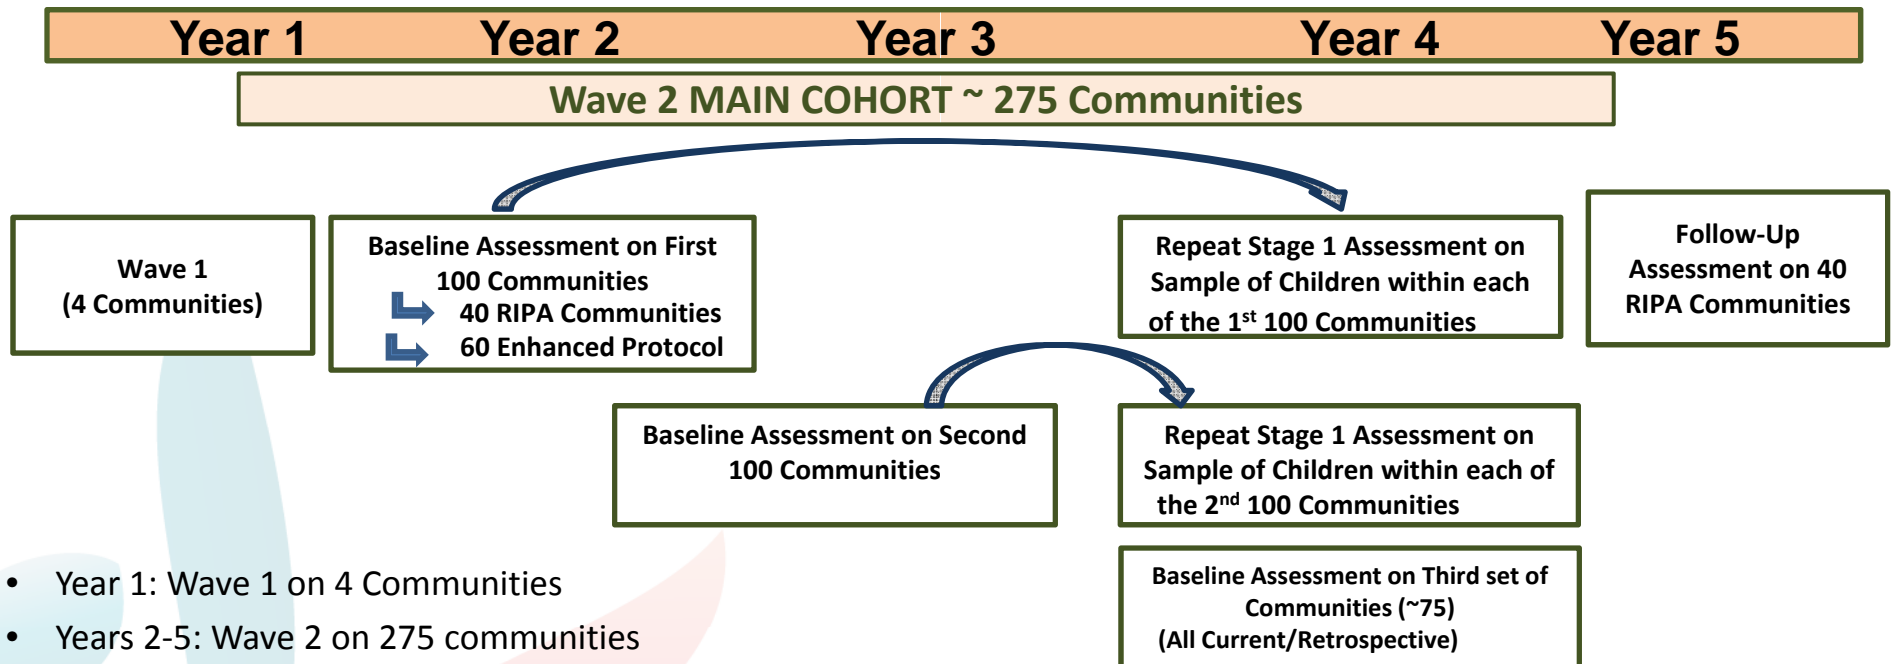 Year 1 Year 2 Year 3 Year 4 Year 5
Wave 2 MAIN COHORT ~ 275 Communities
Wave 1
(4 Communities)
Baseline Assessment on First
100 Communities
40 RIPA Communities
60 Enhanced Protocol
Repeat Stage 1 Assessment on
Sample of Children within each
of the 1st 100 Communities
Follow-Up
Assessment on 40
RIPA Communities
Baseline Assessment on Second
100 Communities
Repeat Stage 1 Assessment on
Sample of Children within each of
the 2nd 100 Communities
Baseline Assessment on Third set of
Communities (~75)
(All Current/Retrospective)
• Year 1: Wave 1 on 4 Communities
• Years 2-5: Wave 2 on 275 communities